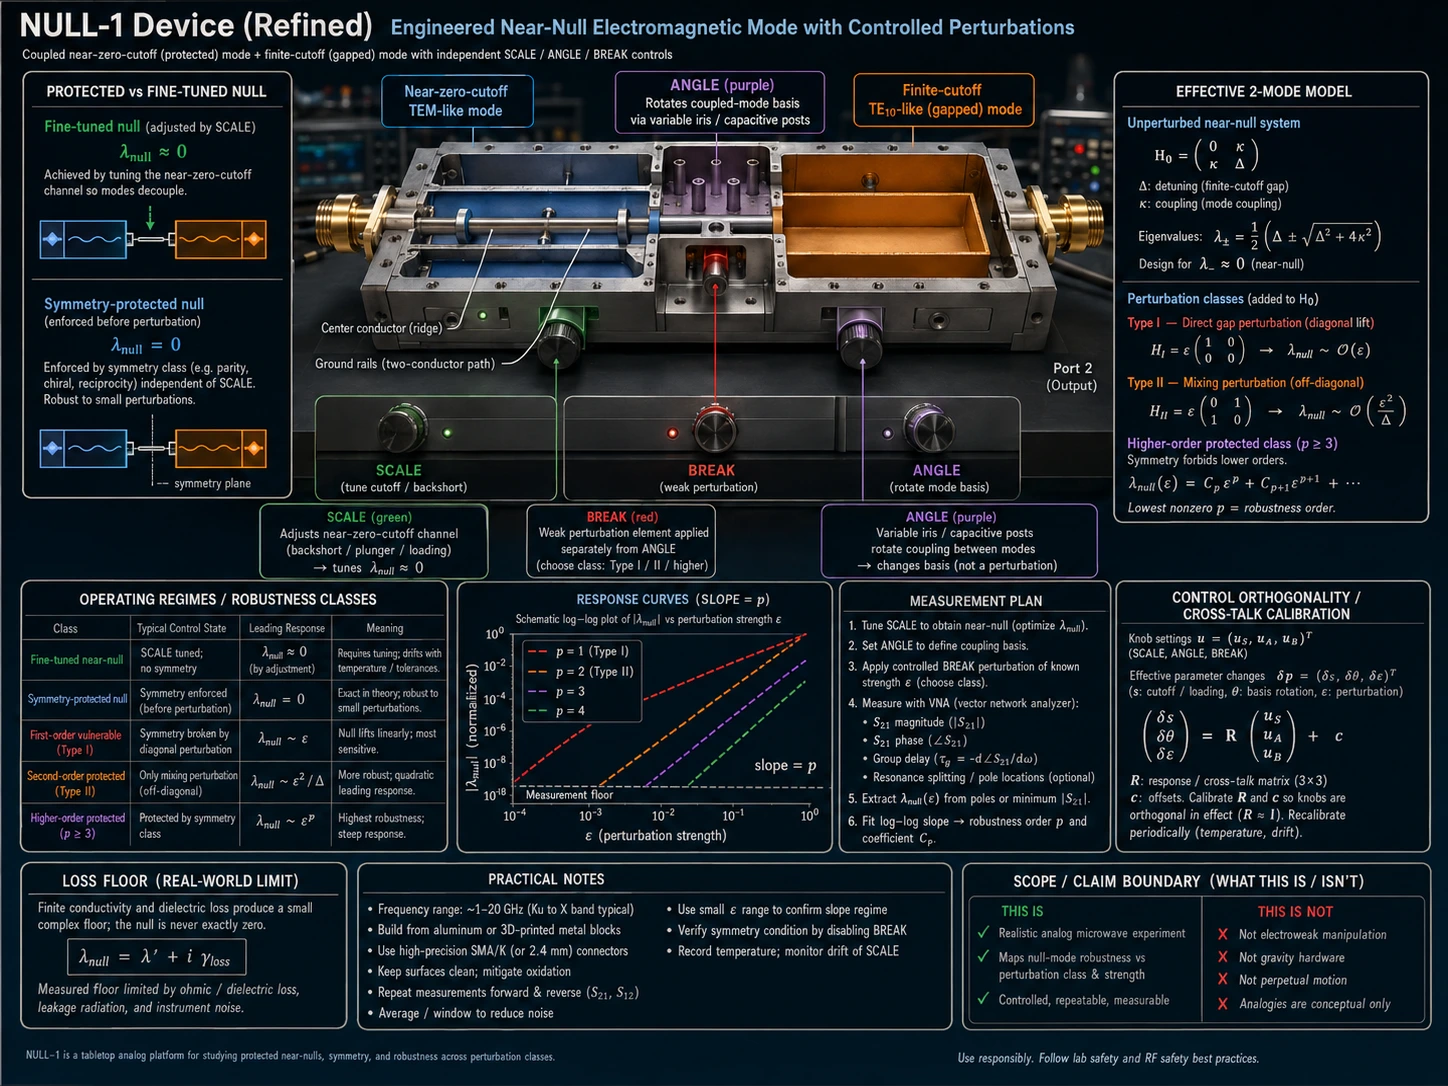 NULL-1 Device (Refined) Engineered Near-Null Electromagnetic Mode with Controlled Perturbations
Coupled near-zero-cutoff (protected) mode + finite-cutoff (gapped) mode with independent SCALE / ANGLE / BREAK controls
PROTECTED vs FINE-TUNED NULL
Fine-tuned null (adjusted by SCALE)
λnull ≈ 0
Achieved by tuning the near-zero-cutoff
channel so modes decouple.
Symmetry-protected null
(enforced before perturbation)
λnull = 0
Enforced by symmetry class (e.g. parity,
chiral, reciprocity) independent of SCALE.
Robust to small perturbations.
symmetry plane
Near-zero-cutoff
TEM-like mode
ANGLE (purple)
Rotates coupled-mode basis
via variable iris / capacitive posts
Finite-cutoff
TE₁₀-like (gapped) mode
Center conductor (ridge)
Ground rails (two-conductor path)
Port 2
(Output)
SCALE
(tune cutoff / backshort)
BREAK
(weak perturbation)
ANGLE
(rotate mode basis)
SCALE (green)
Adjusts near-zero-cutoff channel
(backshort / plunger / loading)
→ tunes λnull ≈ 0
BREAK (red)
Weak perturbation element applied
separately from ANGLE
(choose class: Type I / II / higher)
ANGLE (purple)
Variable iris / capacitive posts
rotate coupling between modes
→ changes basis (not a perturbation)
EFFECTIVE 2-MODE MODEL
Unperturbed near-null system
H₀ = ( 0 κ
κ Δ )
Δ: detuning (finite-cutoff gap)
κ: coupling (mode coupling)
Eigenvalues: λ± = 1/2 (Δ ± √Δ² + 4κ²)
Design for λ₋ ≈ 0 (near-null)
Perturbation classes (added to H₀)
Type I — Direct gap perturbation (diagonal lift)
H_I = ε ( 1 0
0 0 ) → λnull ~ O(ε)
Type II — Mixing perturbation (off-diagonal)
H_II = ε ( 0 1
1 0 ) → λnull ~ O (ε²/Δ)
Higher-order protected class (p ≥ 3)
Symmetry forbids lower orders.
λnull(ε) = Cₚ εᵖ + Cₚ₊₁εᵖ⁺¹ + ⋯
Lowest nonzero p = robustness order.
OPERATING REGIMES / ROBUSTNESS CLASSES
Class Typical Control State Leading Response Meaning
Fine-tuned near-null
SCALE tuned;
no symmetry
λnull ≈ 0
(by adjustment)
Requires tuning; drifts with
temperature / tolerances.
Symmetry-protected null
Symmetry enforced
(before perturbation)
λnull = 0
Exact in theory; robust to
small perturbations.
First-order vulnerable
(Type I)
Symmetry broken by
diagonal perturbation
λnull ~ ε
Null lifts linearly; most
sensitive.
Second-order protected
(Type II)
Only mixing perturbation
(off-diagonal)
λnull ~ ε²/Δ
More robust; quadratic
leading response.
Higher-order protected
(p ≥ 3)
Protected by symmetry
class
λnull ~ εᵖ
Highest robustness;
steep response.
RESPONSE CURVES (SLOPE = p)
Schematic log–log plot of |λnull| vs perturbation strength ε
|λnull| (normalized)
10⁰
10⁻²
10⁻⁴
10⁻⁶
10⁻⁸
10¹⁸
p = 1 (Type I)
p = 2 (Type II)
p = 3
p = 4
slope = p
Measurement floor
10⁻⁴ 10⁻³ 10⁻² 10⁻¹ 10⁰
ε (perturbation strength)
MEASUREMENT PLAN
1. Tune SCALE to obtain near-null (optimize λnull).
2. Set ANGLE to define coupling basis.
3. Apply controlled BREAK perturbation of known
strength ε (choose class).
4. Measure with VNA (vector network analyzer):
• S₂₁ magnitude (|S₂₁|)
• S₂₁ phase (∠S₂₁)
• Group delay (τg = -d∠S₂₁/dω)
• Resonance splitting / pole locations (optional)
5. Extract λnull(ε) from poles or minimum |S₂₁|.
6. Fit log–log slope → robustness order p and
coefficient Cₚ.
CONTROL ORTHOGONALITY /
CROSS-TALK CALIBRATION
Knob settings u = (uS, uA, uB)ᵀ
(SCALE, ANGLE, BREAK)
Effective parameter changes δp = (δs, δθ, δε)ᵀ
(s: cutoff / loading, θ: basis rotation, ε: perturbation)
( δs
δθ
δε ) = R ( uS
uA
uB ) + c
R: response / cross-talk matrix (3×3)
c: offsets. Calibrate R and c so knobs are
orthogonal in effect (R ≈ I). Recalibrate
periodically (temperature, drift).
LOSS FLOOR (REAL-WORLD LIMIT)
Finite conductivity and dielectric loss produce a small
complex floor; the null is never exactly zero.
λnull = λ′ + i γloss
Measured floor limited by ohmic / dielectric loss,
leakage radiation, and instrument noise.
PRACTICAL NOTES
• Frequency range: ~1–20 GHz (Ku to X band typical)
• Build from aluminum or 3D-printed metal blocks
• Use high-precision SMA/K (or 2.4 mm) connectors
• Keep surfaces clean; mitigate oxidation
• Repeat measurements forward & reverse (S₂₁, S₁₂)
• Average / window to reduce noise
• Use small ε range to confirm slope regime
• Verify symmetry condition by disabling BREAK
• Record temperature; monitor drift of SCALE
SCOPE / CLAIM BOUNDARY (WHAT THIS IS / ISN'T)
THIS IS
✓ Realistic analog microwave experiment
✓ Maps null-mode robustness vs
perturbation class & strength
✓ Controlled, repeatable, measurable
THIS IS NOT
X Not electroweak manipulation
X Not gravity hardware
X Not perpetual motion
X Analogies are conceptual only
NULL-1 is a tabletop analog platform for studying protected near-nulls, symmetry, and robustness across perturbation classes.
Use responsibly. Follow lab safety and RF safety best practices.